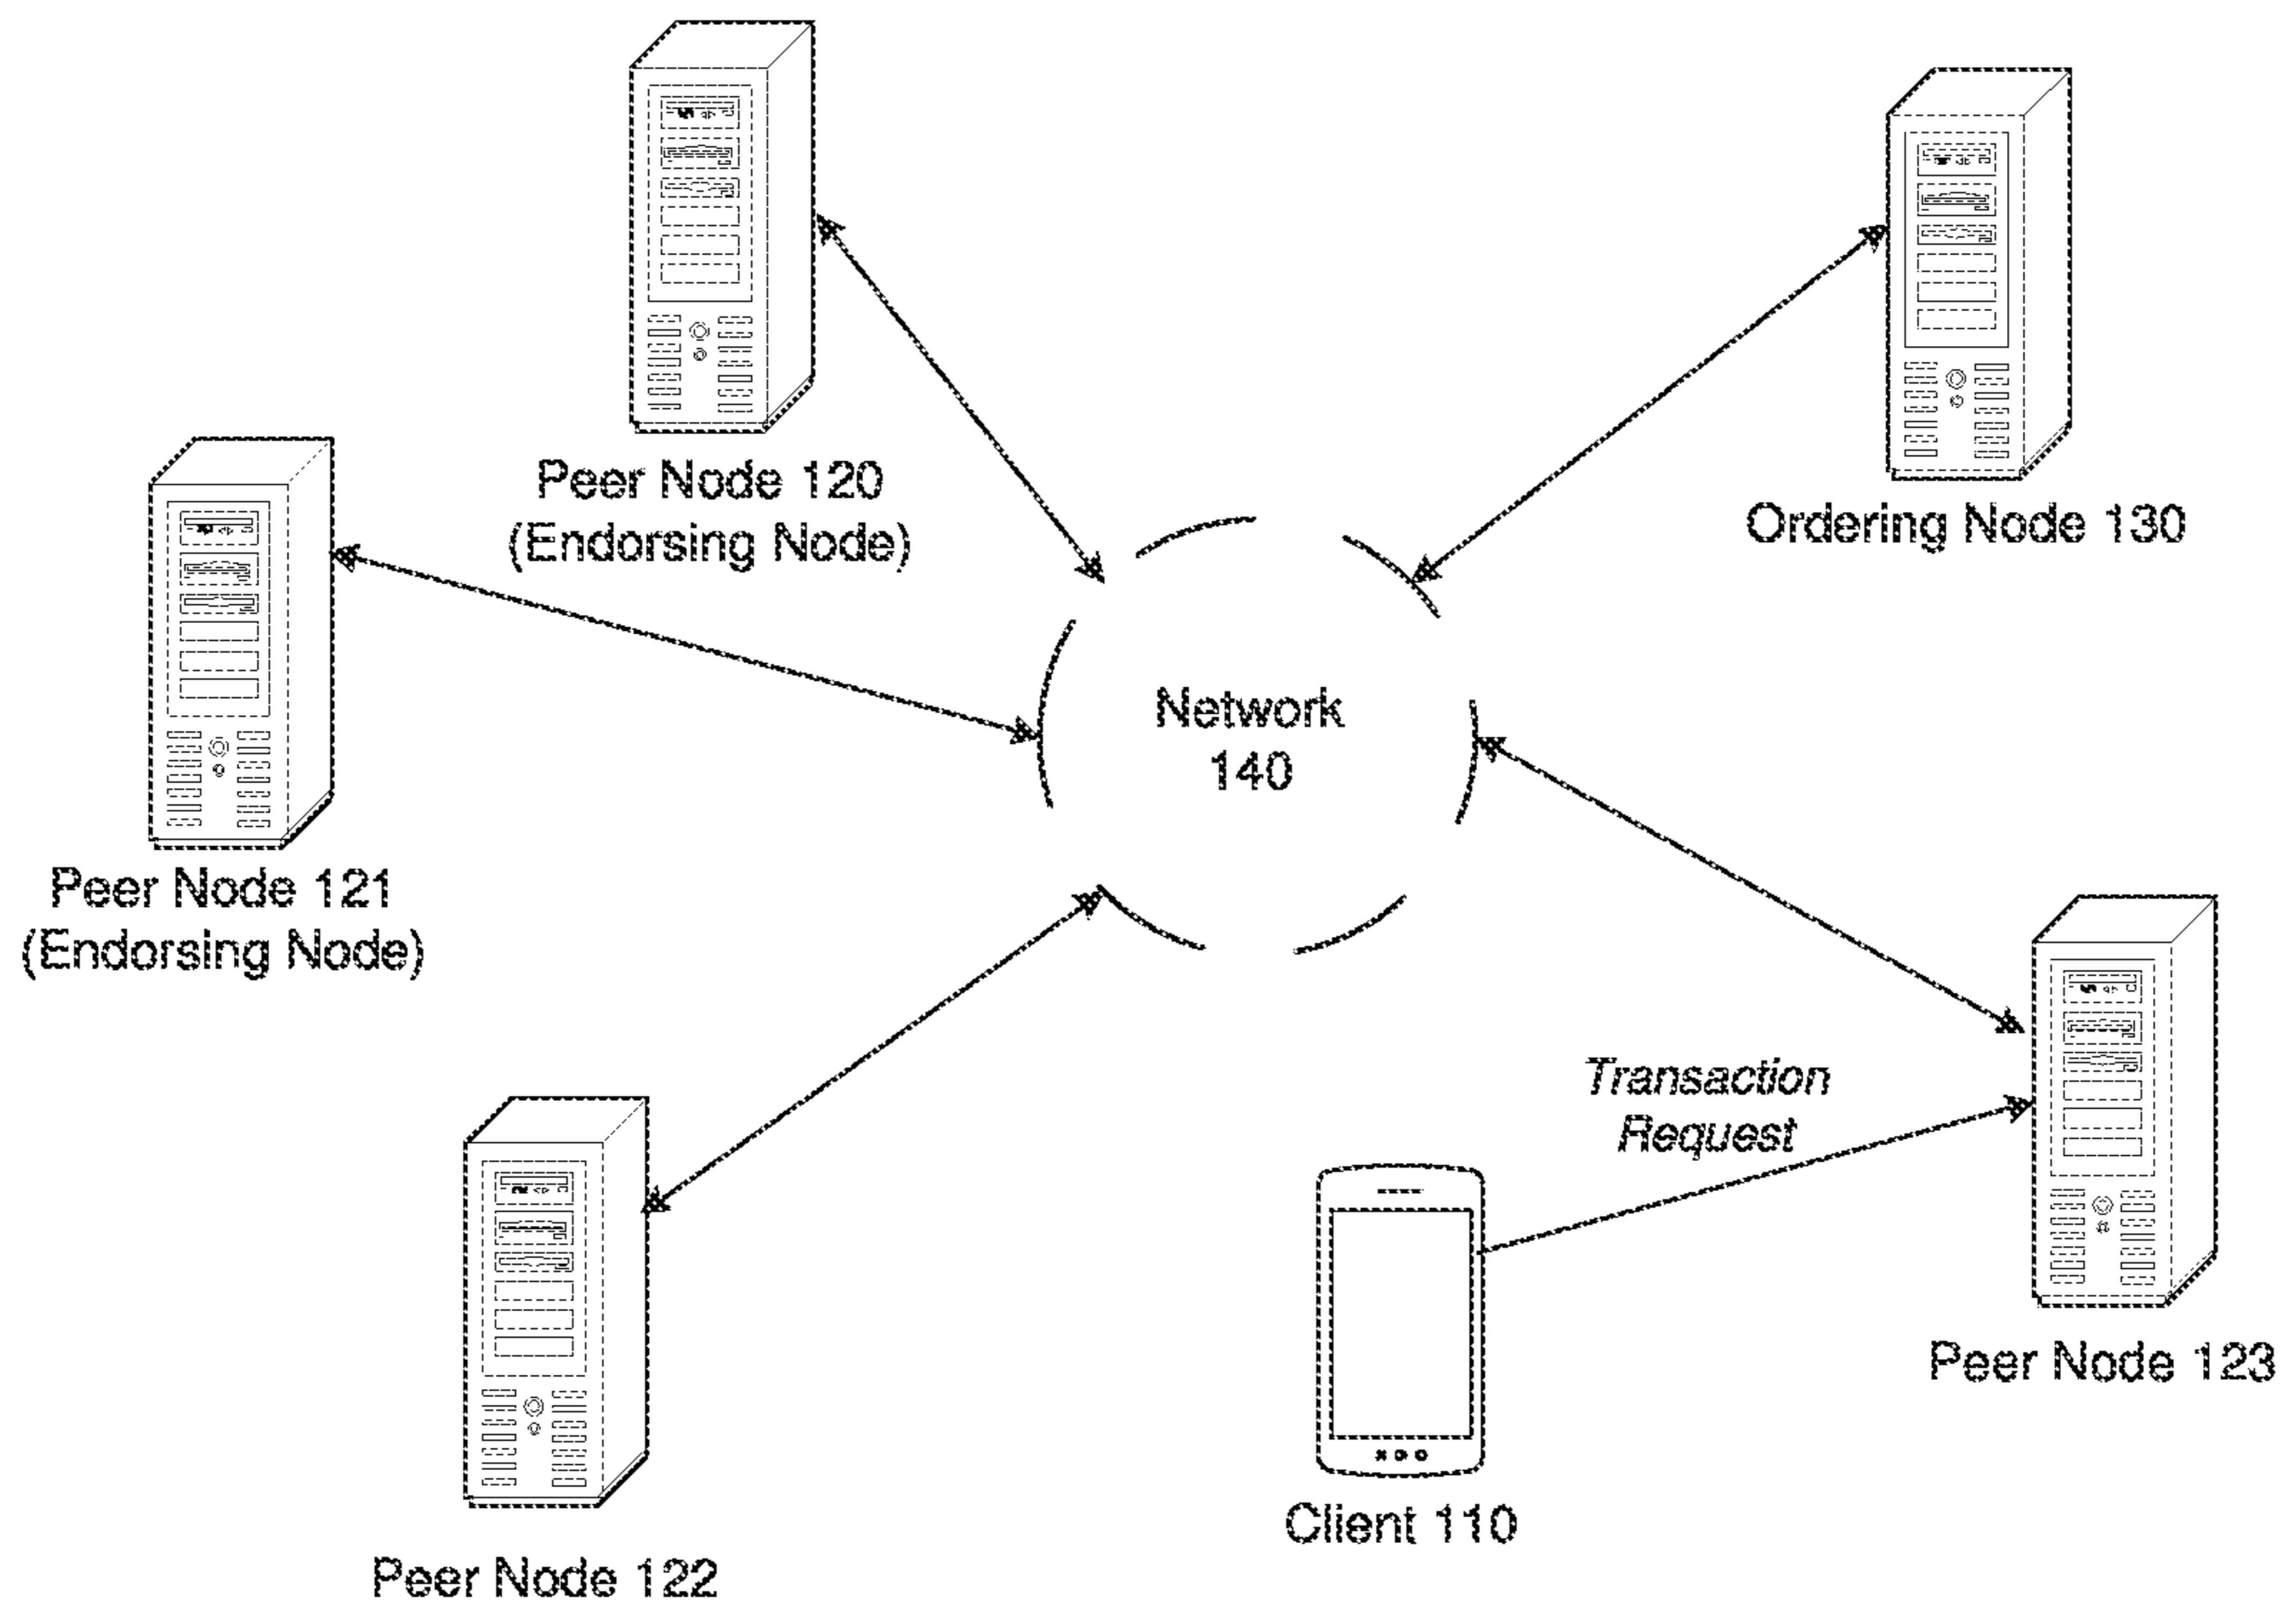 Peer Node 120
(Endorsing Node)
Ordering Node 130
Peer Node 121
(Endorsing Node)
Network
140
Transaction
Request
Peer Node 123
Client 110
Peer Node 122